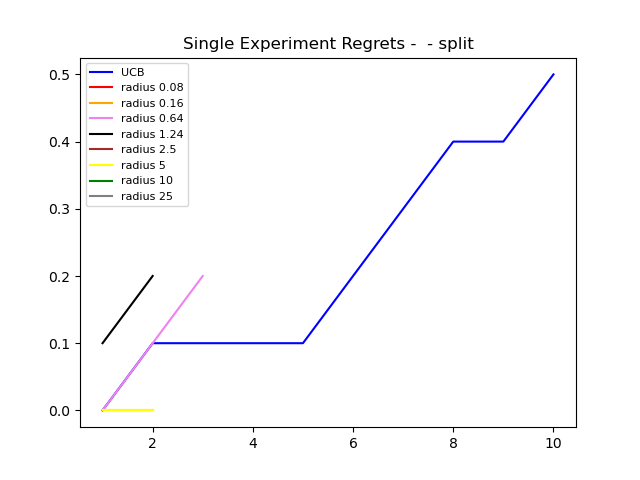 Single Experiment Regrets -  - split
UCB
radius 0.08
radius 0.16
radius 0.64
radius 1.24
radius 2.5
radius 5
radius 10
radius 25
0.5
0.4
0.3
0.2
0.1
0.0
2 4 6 8 10